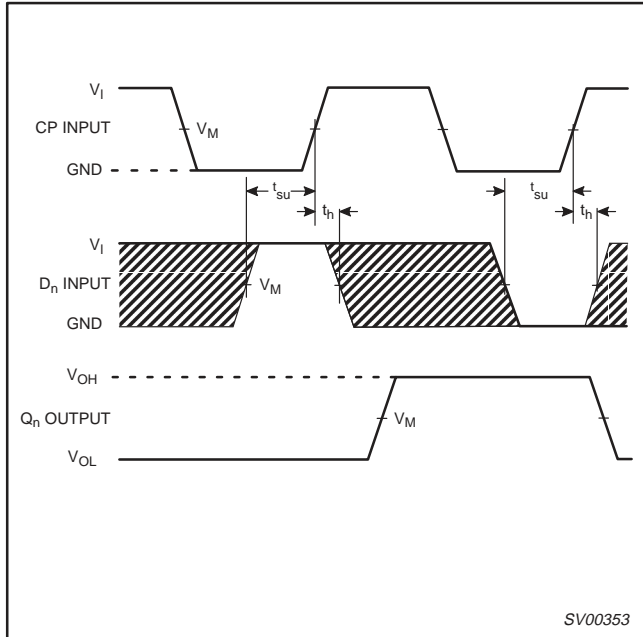 V_I
CP INPUT
V_M
GND
t_su
t_h
t_su
t_h
V_I
D_n INPUT
V_M
GND
V_OH
Q_n OUTPUT
V_M
V_OL
SV00353